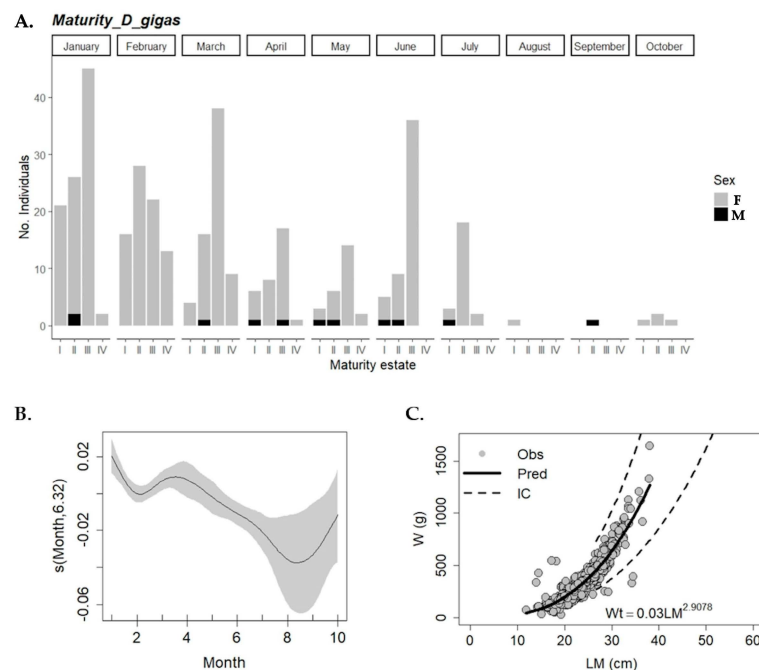 A.
Maturity_D_gigas
January February March April May June July August September October
40
30
20
10
0
No. Individuals
Sex
F
M
I II III IV I II III IV I II III IV I II III IV I II III IV I II III IV I II III IV I II III IV I II III IV I II III IV
Maturity estate
B.
0.02
-0.02
-0.06
s(Month,6.32)
2 4 6 8 10
Month
C.
1500
1000
500
0
W (g)
Obs
Pred
IC
Wt = 0.03LM^2.9078
0 10 20 30 40 50 60
LM (cm)